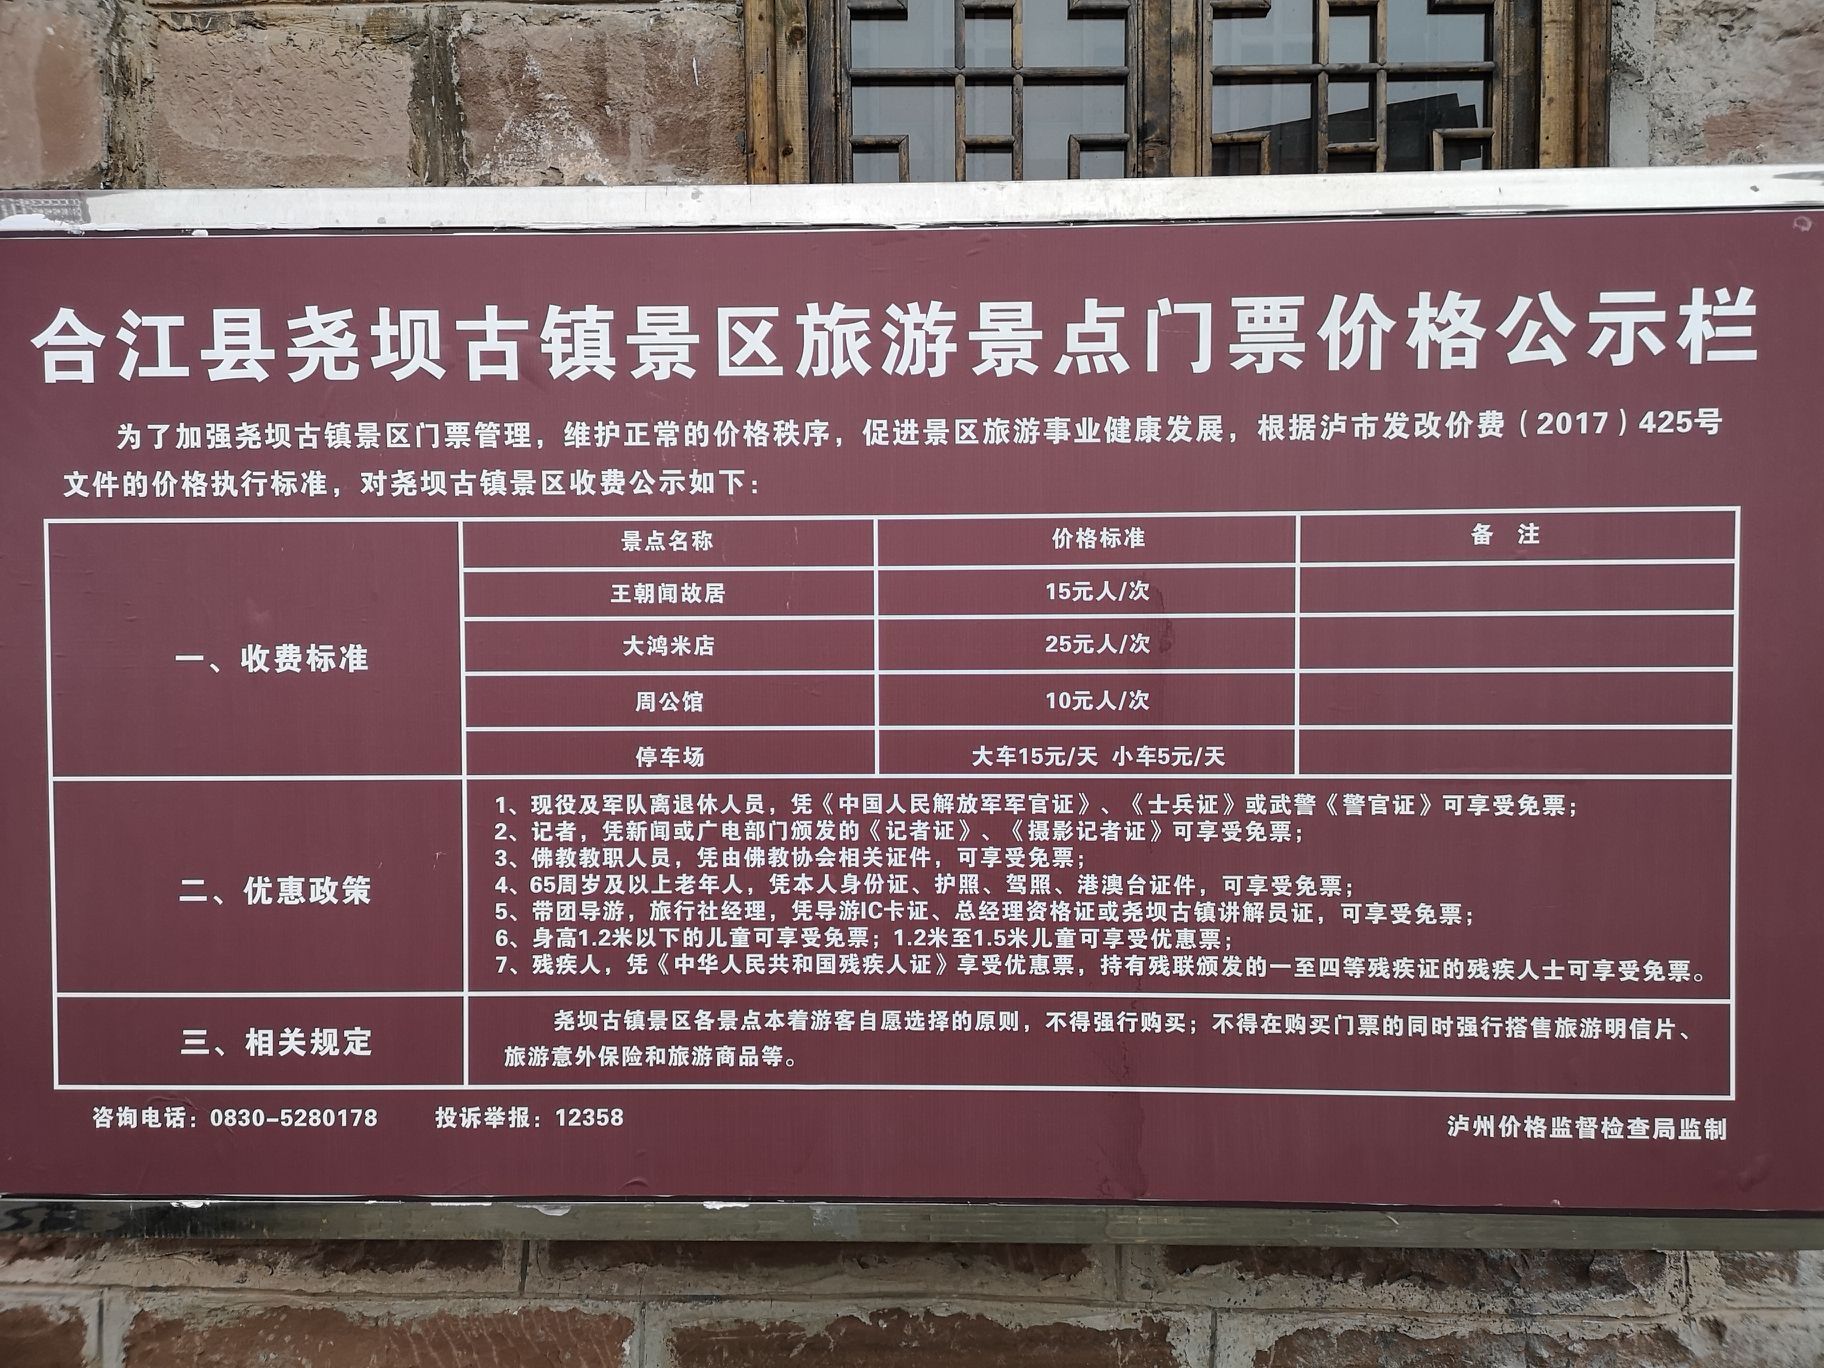 合江县尧坝古镇景区旅游景点门票价格公示栏
为了加强尧坝古镇景区门票管理，维护正常的价格秩序，促进景区旅游事业健康发展，根据泸市发改价费（2017）425号
文件的价格执行标准，对尧坝古镇景区收费公示如下：
一、收费标准
景点名称 价格标准 备 注
王朝闻故居 15元人/次
大鸿米店 25元人/次
周公馆 10元人/次
停车场 大车15元/天 小车5元/天
二、优惠政策
1、现役及军队离退休人员，凭《中国人民解放军军官证》、《士兵证》或武警《警官证》可享受免票；
2、记者，凭新闻或广电部门颁发的《记者证》、《摄影记者证》可享受免票；
3、佛教教职人员，凭由佛教协会相关证件，可享受免票；
4、65周岁及以上老年人，凭本人身份证、护照、驾照、港澳台证件，可享受免票；
5、带团导游，旅行社经理，凭导游IC卡证、总经理资格证或尧坝古镇讲解员证，可享受免票；
6、身高1.2米以下的儿童可享受免票；1.2米至1.5米儿童可享受优惠票；
7、残疾人，凭《中华人民共和国残疾人证》享受优惠票，持有残联颁发的一至四等残疾证的残疾人士可享受免票。
三、相关规定
尧坝古镇景区各景点本着游客自愿选择的原则，不得强行购买；不得在购买门票的同时强行搭售旅游明信片、
旅游意外保险和旅游商品等。
咨询电话：0830-5280178 投诉举报：12358 泸州价格监督检查局监制